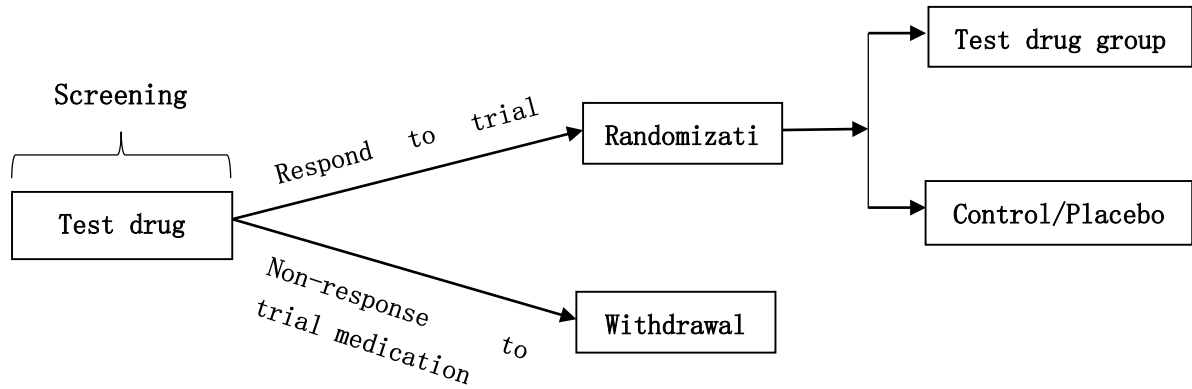 Screening
Test drug
Respond to trial
Non-response to
trial medication
Randomizati
Withdrawal
Test drug group
Control/Placebo